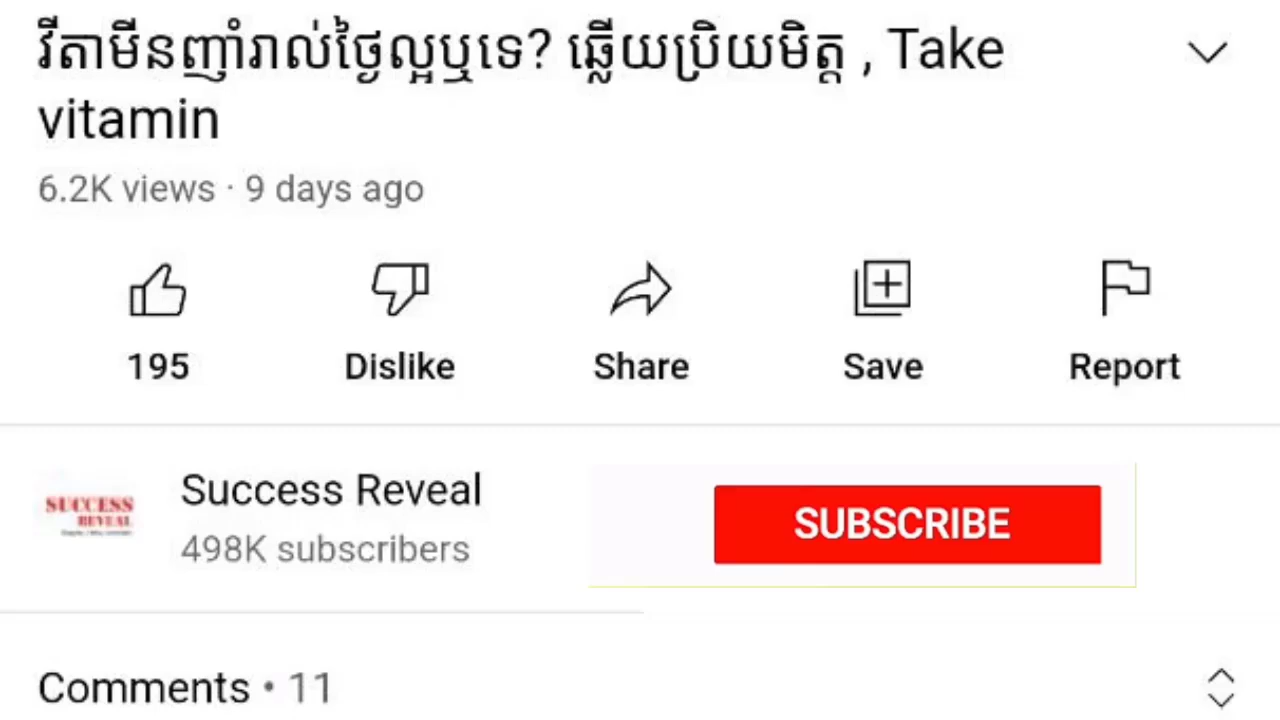 វីតាមីនញ៉ាំរាល់ថ្ងៃល្អឬទេ? ឆ្លើយប្រិយមិត្ត , Take
vitamin
6.2K views · 9 days ago
195 Dislike Share Save Report
SUCCESS
REVEAL
Success Reveal
498K subscribers
SUBSCRIBE
Comments • 11